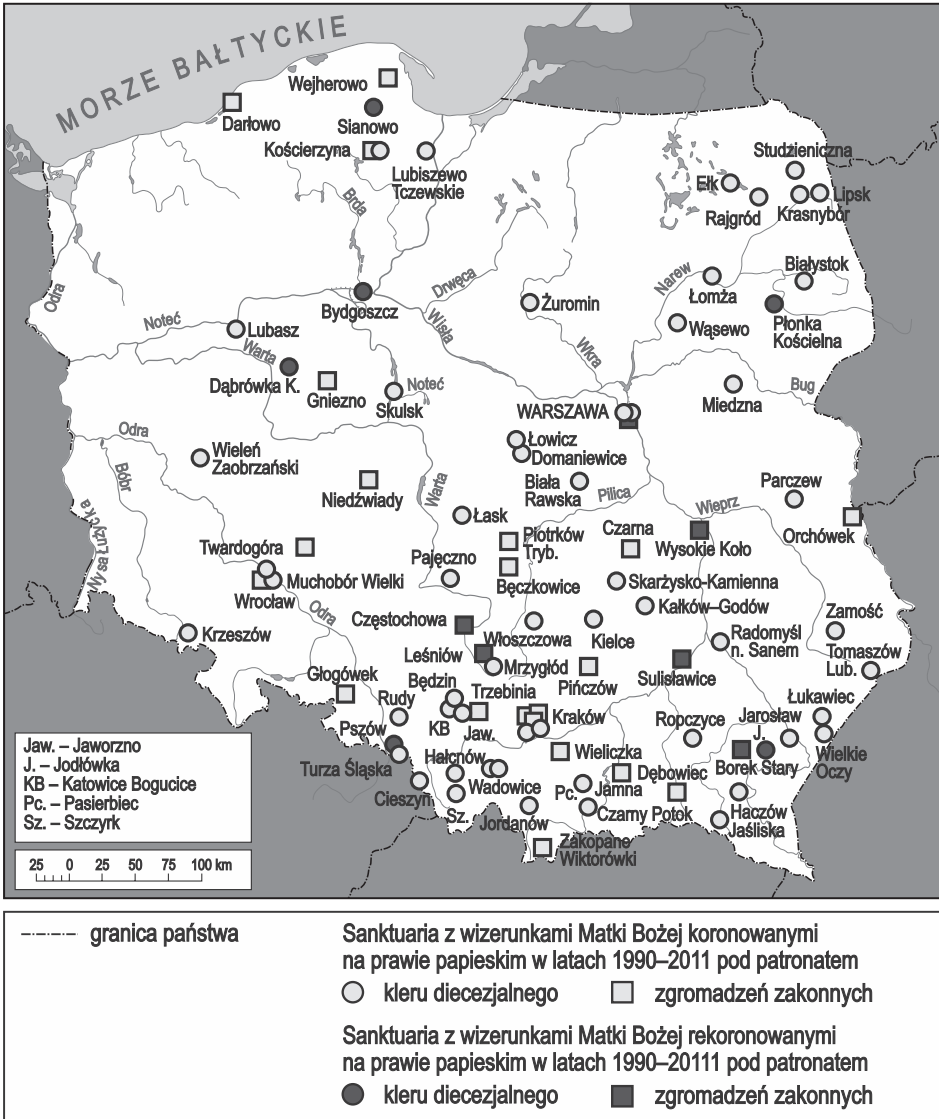 MORZE BAŁTYCKIE
Wejherowo
Darłowo
Sianowo
Kościerzyna
Lubiszewo
Tczewskie
Studzieniczna
Ełk
Lipsk
Rajgród
Krasnybór
Brda
Białystok
Narew
Drwęca
Łomża
Odra
Żuromin
Bydgoszcz
Płonka
Kościelna
Wisła
Wąsewo
Noteć
Lubasz
Warta
Wkra
Dąbrówka K.
Gniezno
Noteć
Skulsk
Bug
Miedzna
WARSZAWA
Odra
Łowicz
Wieleń
Zaobrzański
Domaniewice
Bóbr
Biała
Rawska
Parczew
Niedźwiady
Warta
Pilica
Wieprz
Łask
Orchówek
Czarna
Piotrków
Tryb.
Wysokie Koło
Nysa Łużycka
Twardogóra
Pajęczno
Muchobór Wielki
Bęczkowice
Skarżysko-Kamienna
Wrocław
Kałków–Godów
Odra
Zamość
Częstochowa
Krzeszów
Włoszczowa
Kielce
Radomyśl
n. Sanem
Tomaszów
Lub.
Leśniów
Mrzygłód
Głogówek
Pińczów
Sulisławice
Będzin
Łukawiec
Rudy
Trzebinia
Kraków
Ropczyce
Jarosław
Pszów
KB
Jaw.
J.
Turza Śląska
Hałcnów
Wieliczka
Borek Stary
Wielkie
Oczy
Dębowiec
Cieszyn
Wadowice
Pc.
Jamna
Sz.
Czarny Potok
Haczów
Jordanów
Jaśliska
Zakopane
Wiktorówki
Jaw. – Jaworzno
J. – Jodłówka
KB – Katowice Bogucice
Pc. – Pasierbiec
Sz. – Szczyrk
25 0 25 50 75 100 km
granica państwa
Sanktuaria z wizerunkami Matki Bożej koronowanymi
na prawie papieskim w latach 1990–2011 pod patronatem
kleru diecezjalnego
zgromadzeń zakonnych
Sanktuaria z wizerunkami Matki Bożej rekoronowanymi
na prawie papieskim w latach 1990–20111 pod patronatem
kleru diecezjalnego
zgromadzeń zakonnych